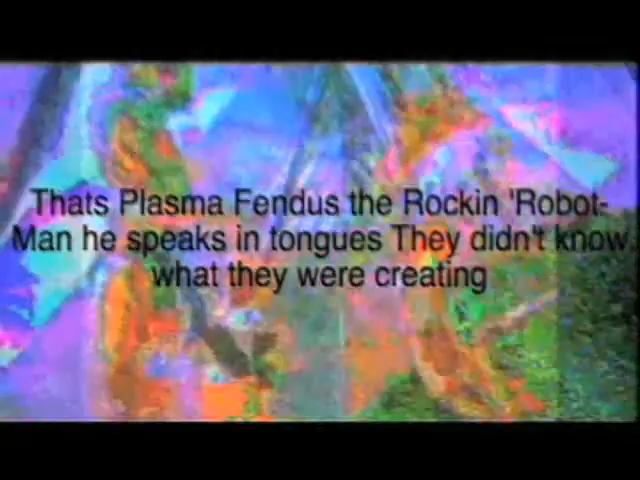 Thats Plasma Fendus the Rockin 'Robot-
Man he speaks in tongues They didn't know
what they were creating